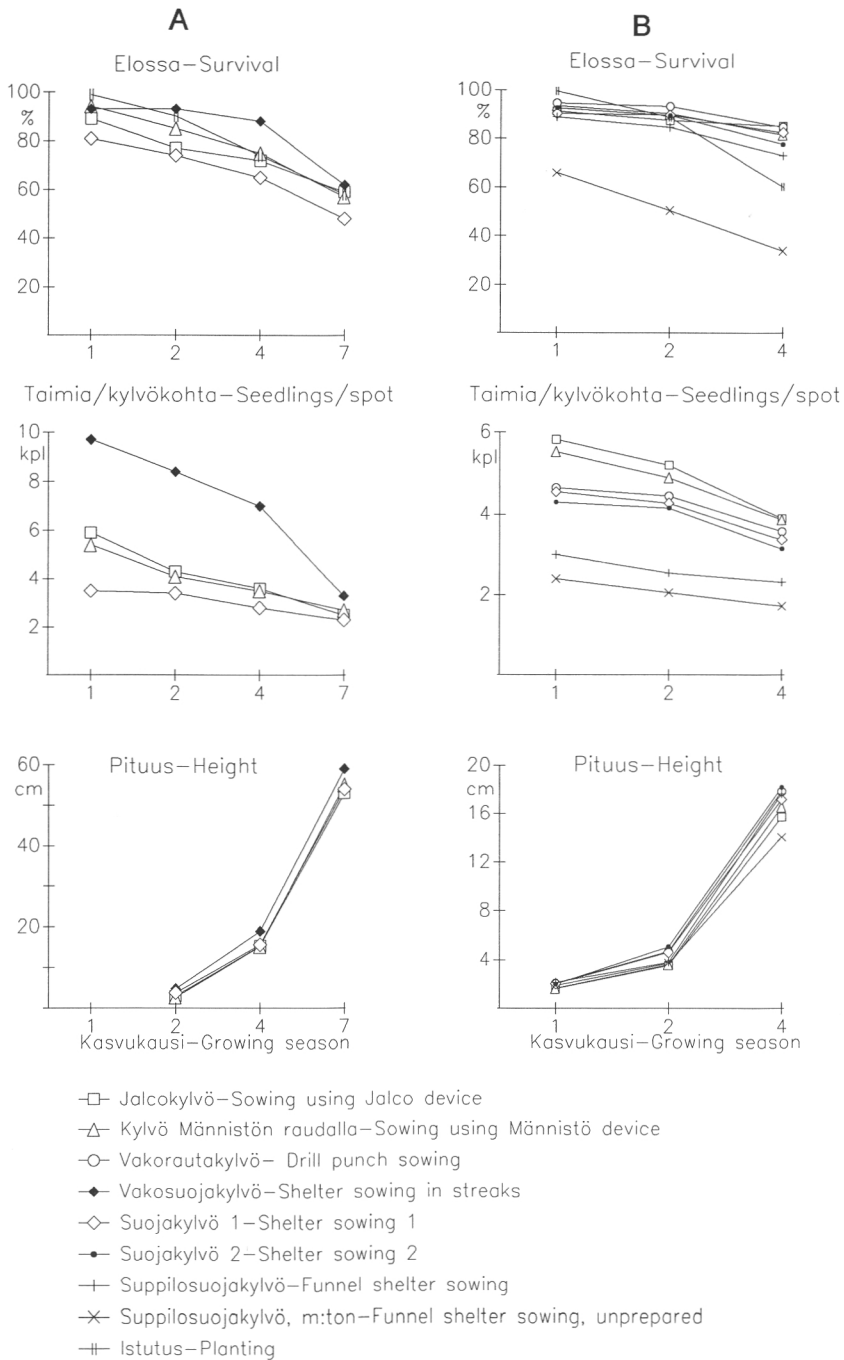 A
B
Elossa-Survival
Elossa-Survival
100
%
80
60
40
20
1 2 4 7
100
%
80
60
40
20
1 2 4
Taimia/kylvökohta-Seedlings/spot
Taimia/kylvökohta-Seedlings/spot
10
kpl
8
6
4
2
1 2 4 7
6
kpl
4
2
1 2 4
Pituus-Height
Pituus-Height
60
cm
40
20
1 2 4 7
Kasvukausi-Growing season
20
cm
16
12
8
4
1 2 4
Kasvukausi-Growing season
Jalcokylvö-Sowing using Jalco device
Kylvö Männistön raudalla-Sowing using Männistö device
Vakorautakylvö- Drill punch sowing
Vakosuojakylvö-Shelter sowing in streaks
Suojakylvö 1-Shelter sowing 1
Suojakylvö 2-Shelter sowing 2
Suppilosuojakylvö-Funnel shelter sowing
Suppilosuojakylvö, m:ton-Funnel shelter sowing, unprepared
Istutus-Planting